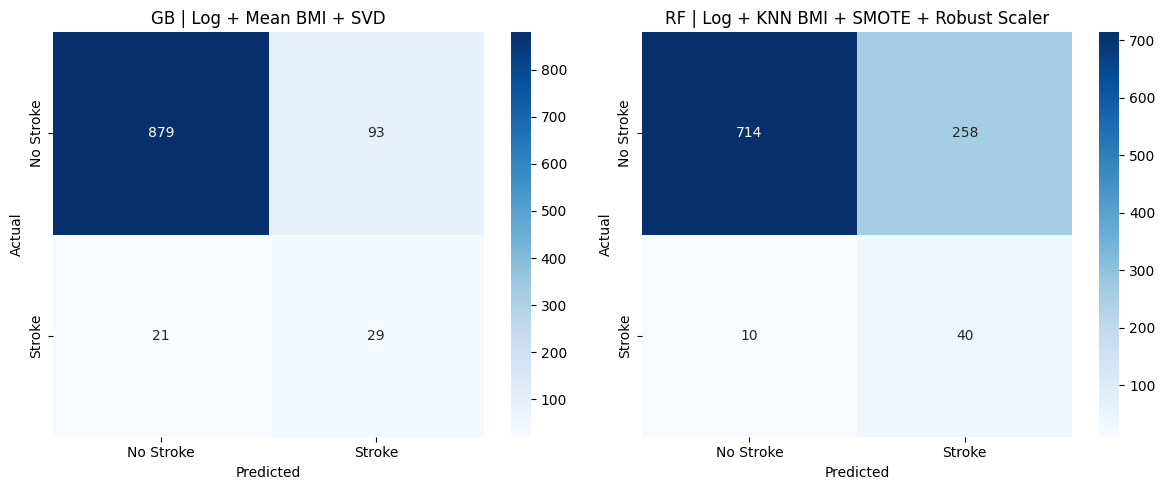 GB | Log + Mean BMI + SVD
No Stroke
Stroke
Actual
879
93
21
29
No Stroke
Stroke
Predicted
800
700
600
500
400
300
200
100
RF | Log + KNN BMI + SMOTE + Robust Scaler
No Stroke
Stroke
Actual
714
258
10
40
No Stroke
Stroke
Predicted
700
600
500
400
300
200
100